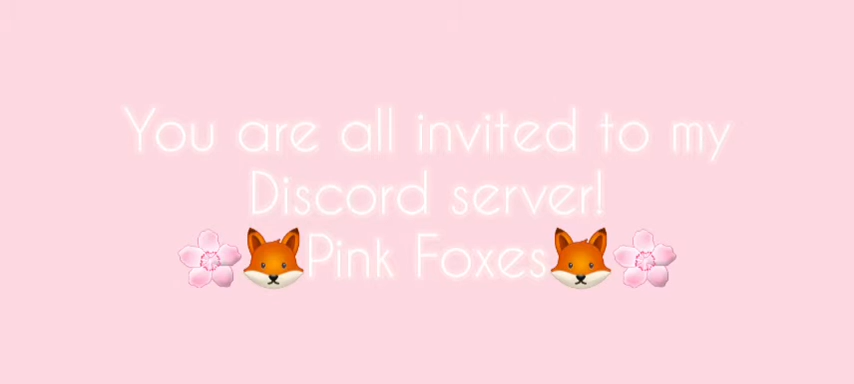 You are all invited to my
Discord server!
🌸🦊Pink Foxes🦊🌸